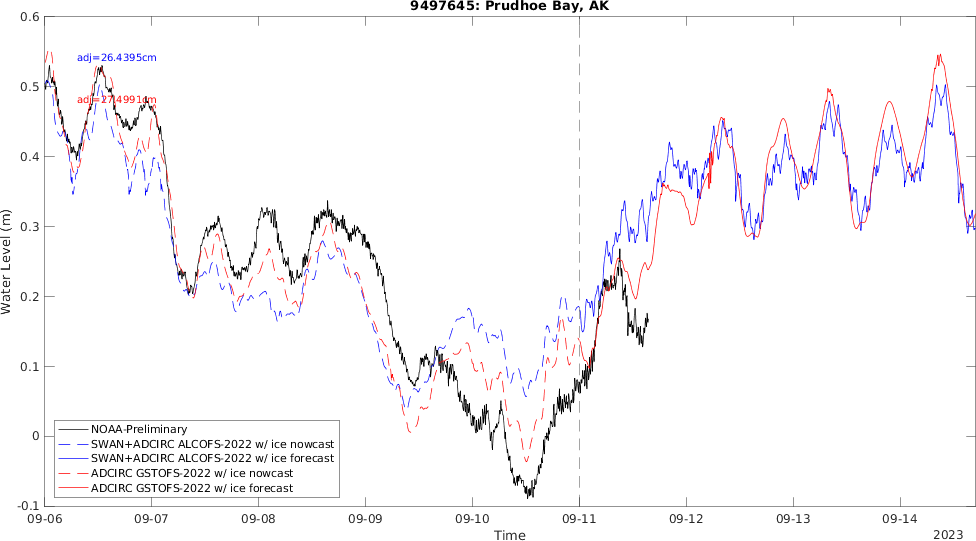 9497645: Prudhoe Bay, AK
0.6
0.5
0.4
0.3
0.2
0.1
0
-0.1
Water Level (m)
adj=26.4395cm
adj=27.4991cm
NOAA-Preliminary
SWAN+ADCIRC ALCOFS-2022 w/ ice nowcast
SWAN+ADCIRC ALCOFS-2022 w/ ice forecast
ADCIRC GSTOFS-2022 w/ ice nowcast
ADCIRC GSTOFS-2022 w/ ice forecast
09-06 09-07 09-08 09-09 09-10 09-11 09-12 09-13 09-14
Time
2023